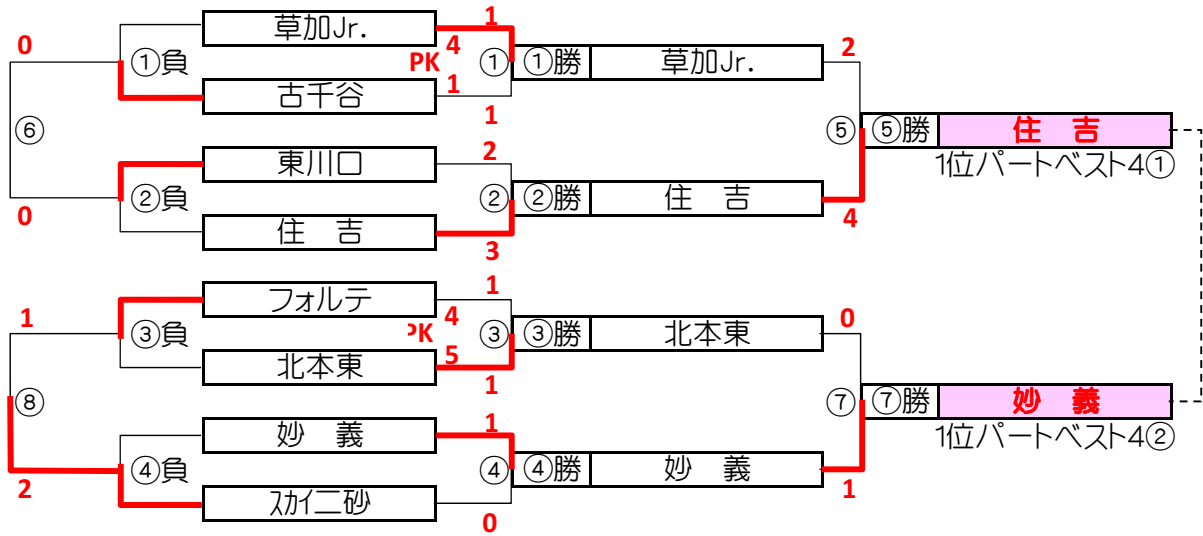 草加Jr. 1
0 4
①負 PK ① ①勝 草加Jr. 2
古千谷 1
1
⑥ ⑤ ⑤勝 住 吉
東川口 2 1位パートベスト4①
②負 ② ②勝 住 吉
0 住 吉 4
3
フォルテ 1
1 4 0
③負 PK ③ ③勝 北本東
北本東 5
1
⑧ ⑦ ⑦勝 妙 義
妙 義 1 1位パートベスト4②
④負 ④ ④勝 妙 義
2 1
スカイ二砂 0